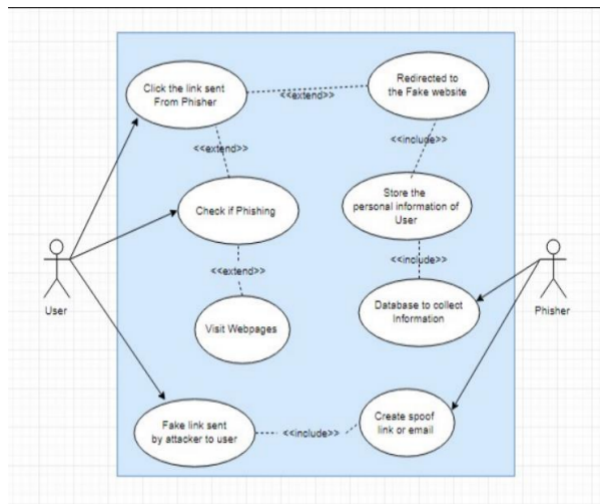 Click the link sent
From Phisher
<<extend>>
Redirected to
the Fake website
<<extend>>
<<include>>
Check if Phishing
Store the
personal information of
User
<<extend>>
<<include>>
User
Visit Webpages
Database to collect
Information
Phisher
Fake link sent
by attacker to user
<<include>>
Create spoof
link or email